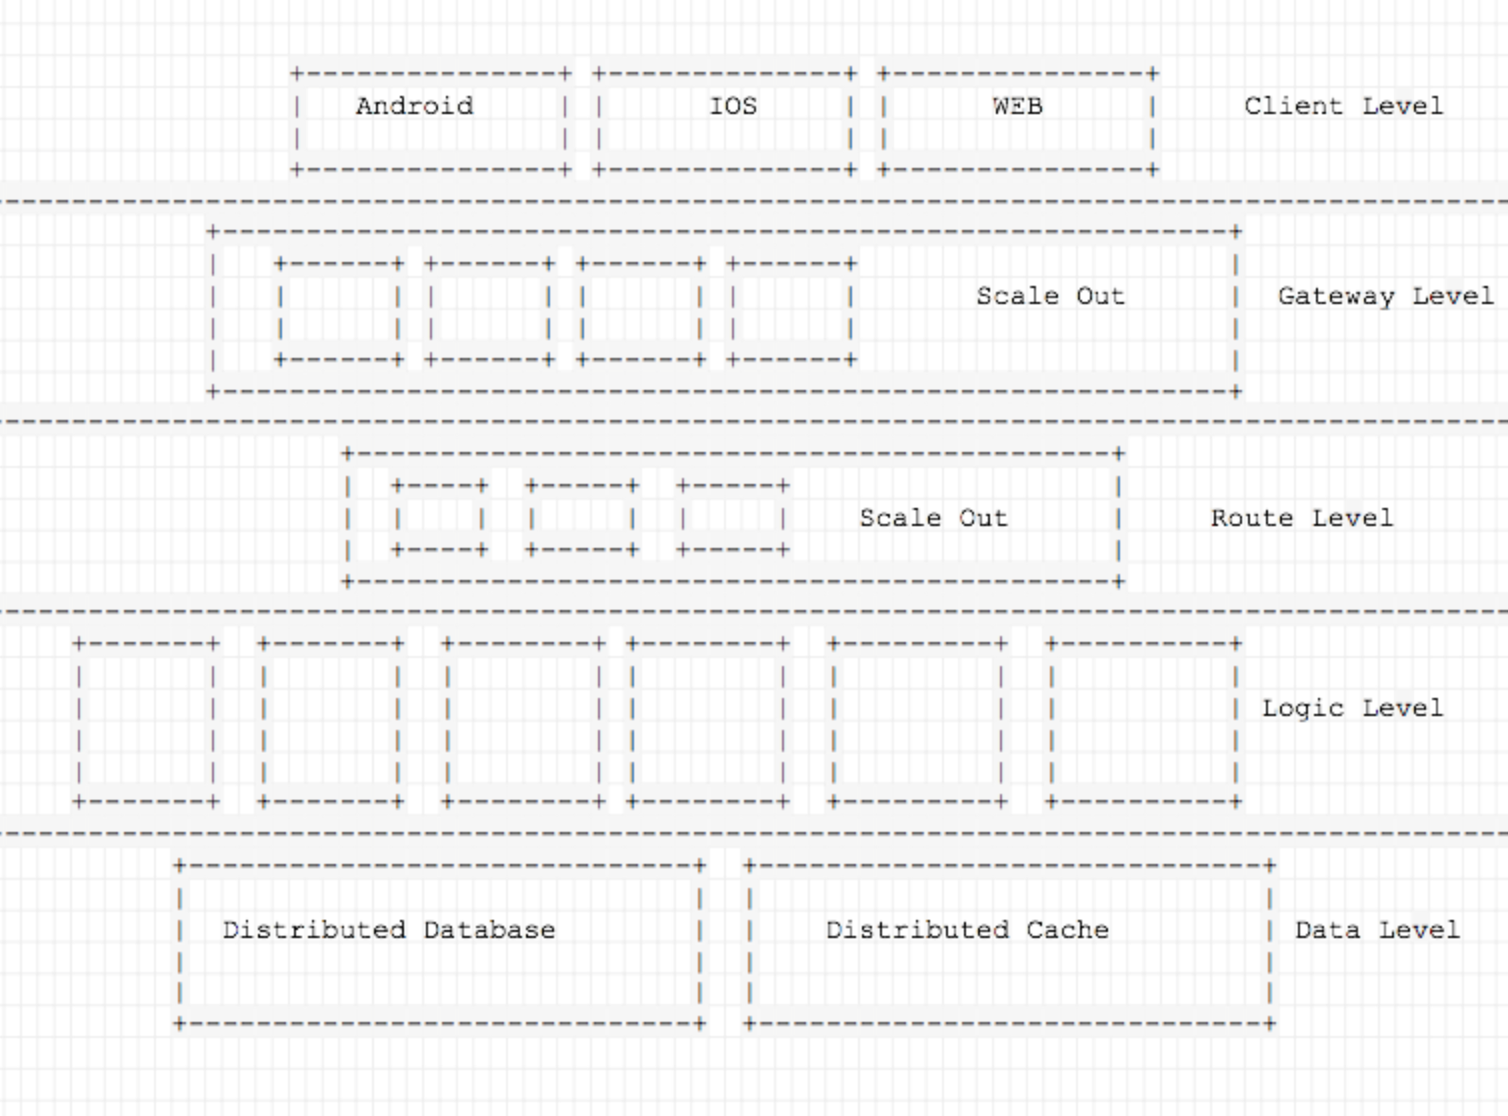 Android IOS WEB Client Level
Scale Out Gateway Level
Scale Out Route Level
Logic Level
Distributed Database Distributed Cache Data Level